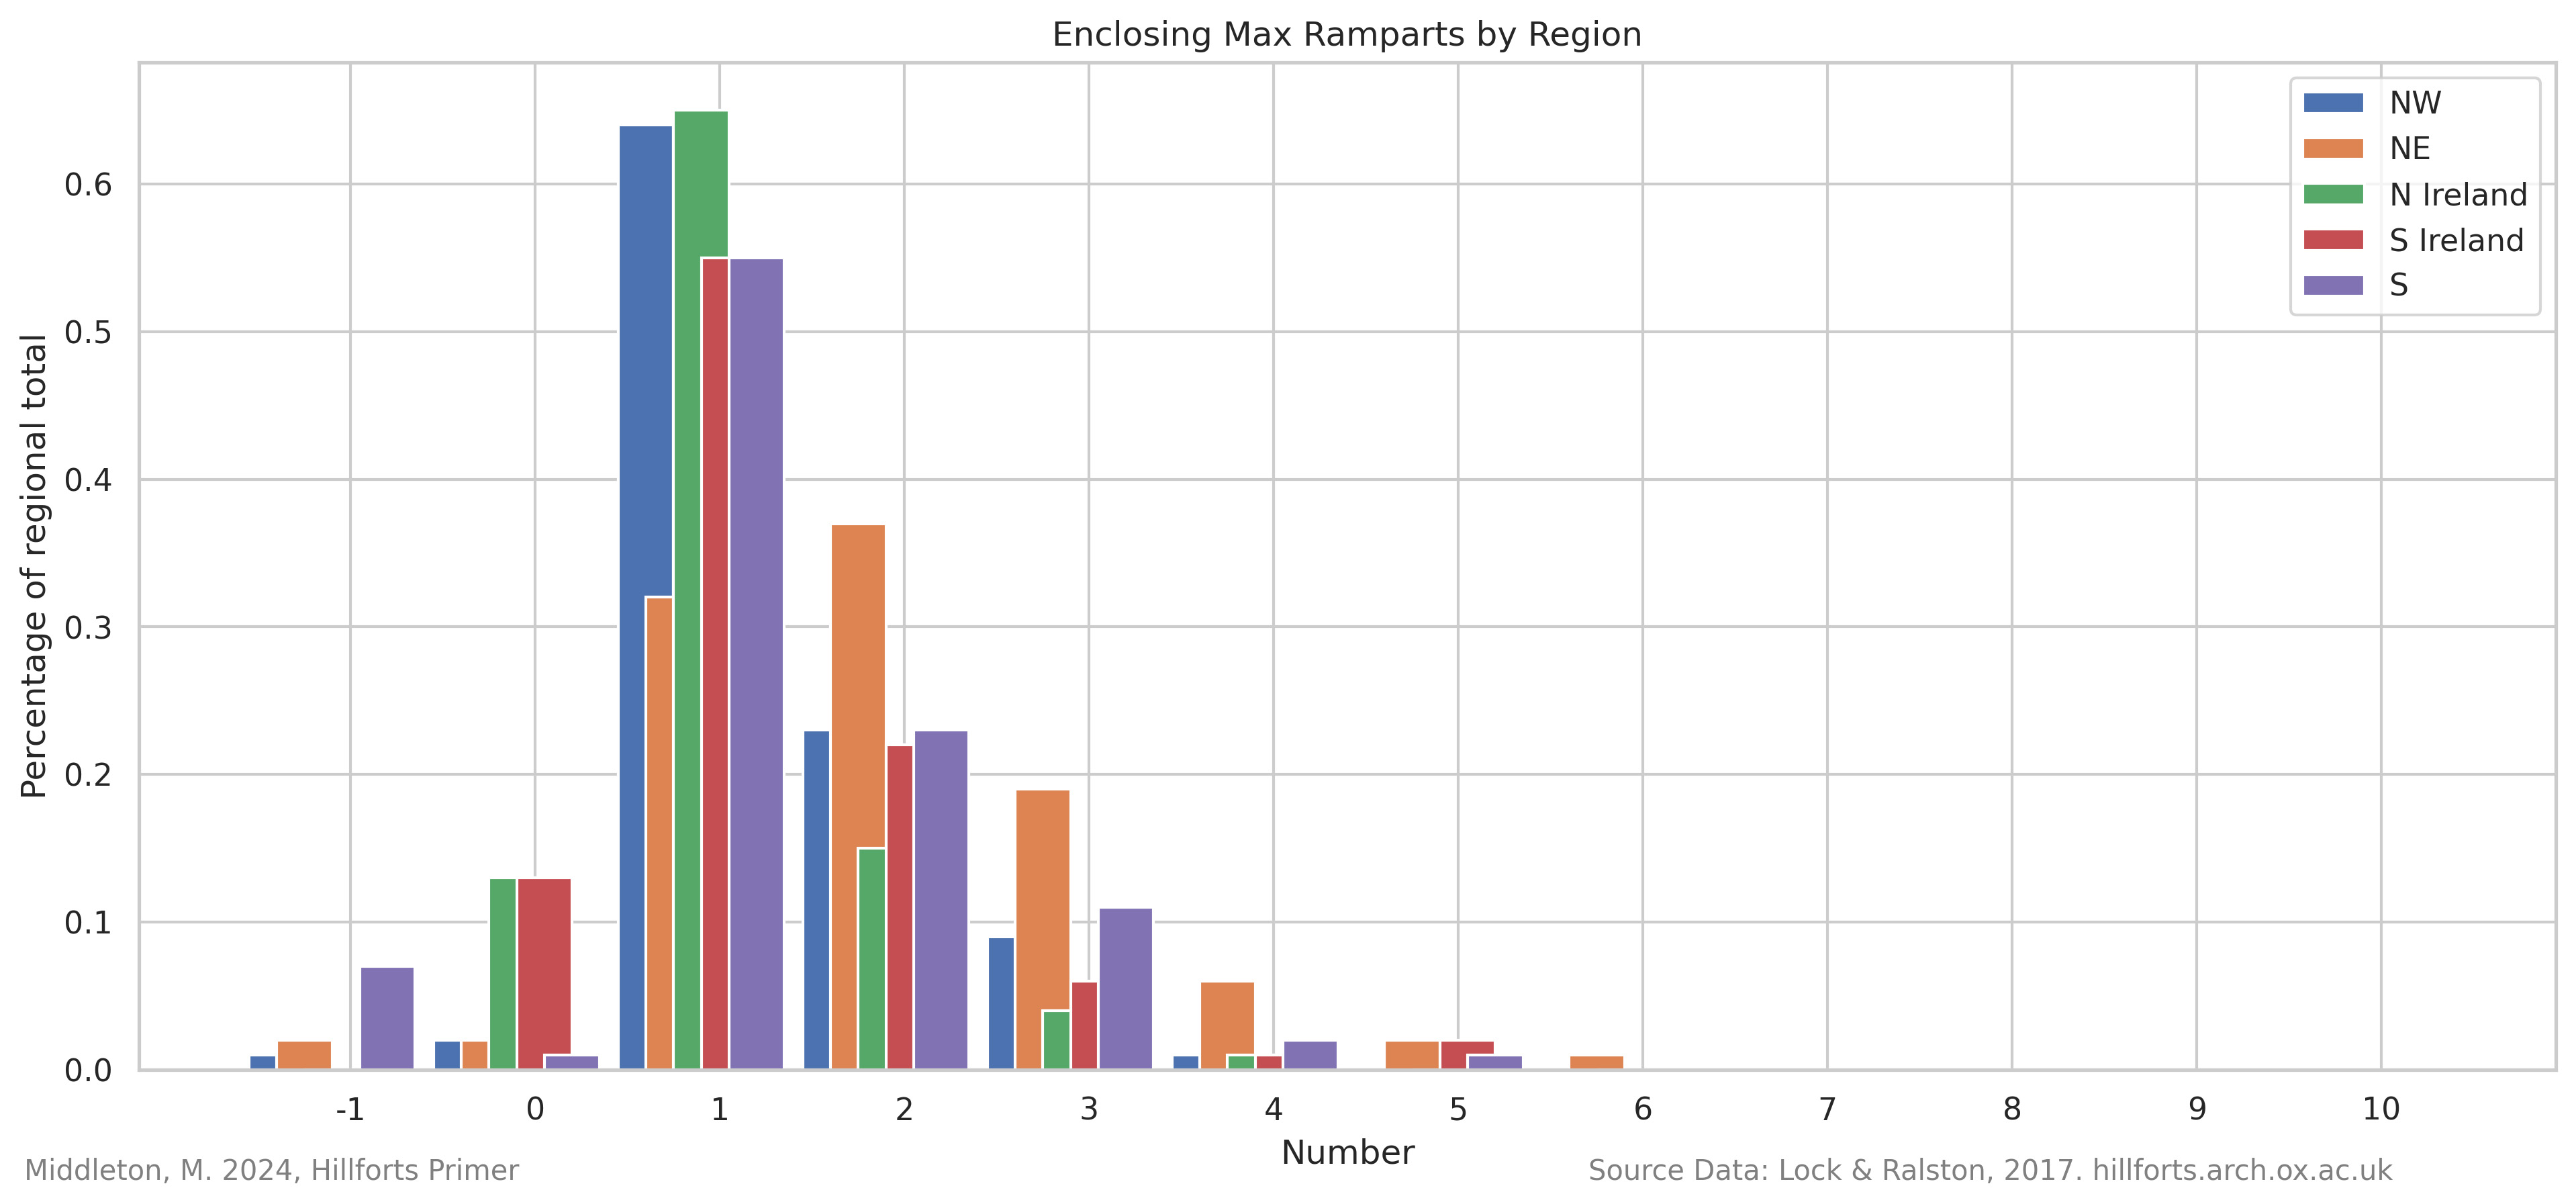 Enclosing Max Ramparts by Region
Percentage of regional total
0.6
0.5
0.4
0.3
0.2
0.1
0.0
NW
NE
N Ireland
S Ireland
S
-1 0 1 2 3 4 5 6 7 8 9 10
Number
Middleton, M. 2024, Hillforts Primer
Source Data: Lock & Ralston, 2017. hillforts.arch.ox.ac.uk